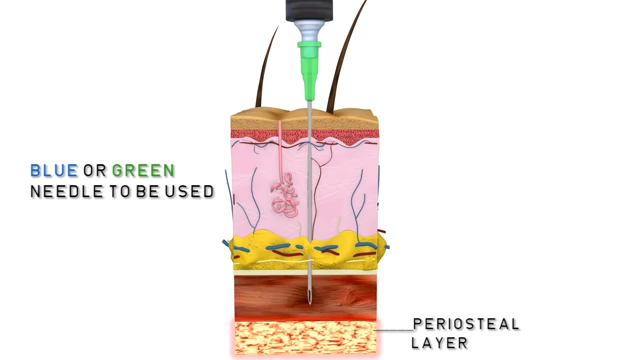 BLUE OR GREEN
NEEDLE TO BE USED
PERIOSTEAL
LAYER